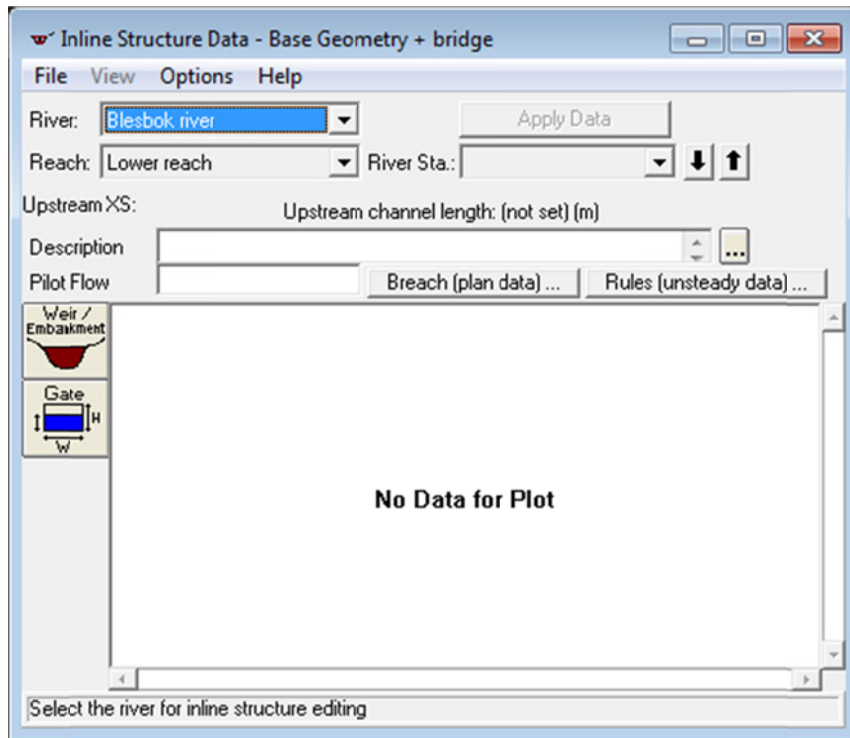 Inline Structure Data - Base Geometry + bridge
File View Options Help
River: Blesbok river Apply Data
Reach: Lower reach River Sta.:
Upstream XS: Upstream channel length: (not set) (m)
Description ...
Pilot Flow Breach (plan data) ... Rules (unsteady data) ...
Weir /
Embankment
Gate
H
W
No Data for Plot
Select the river for inline structure editing